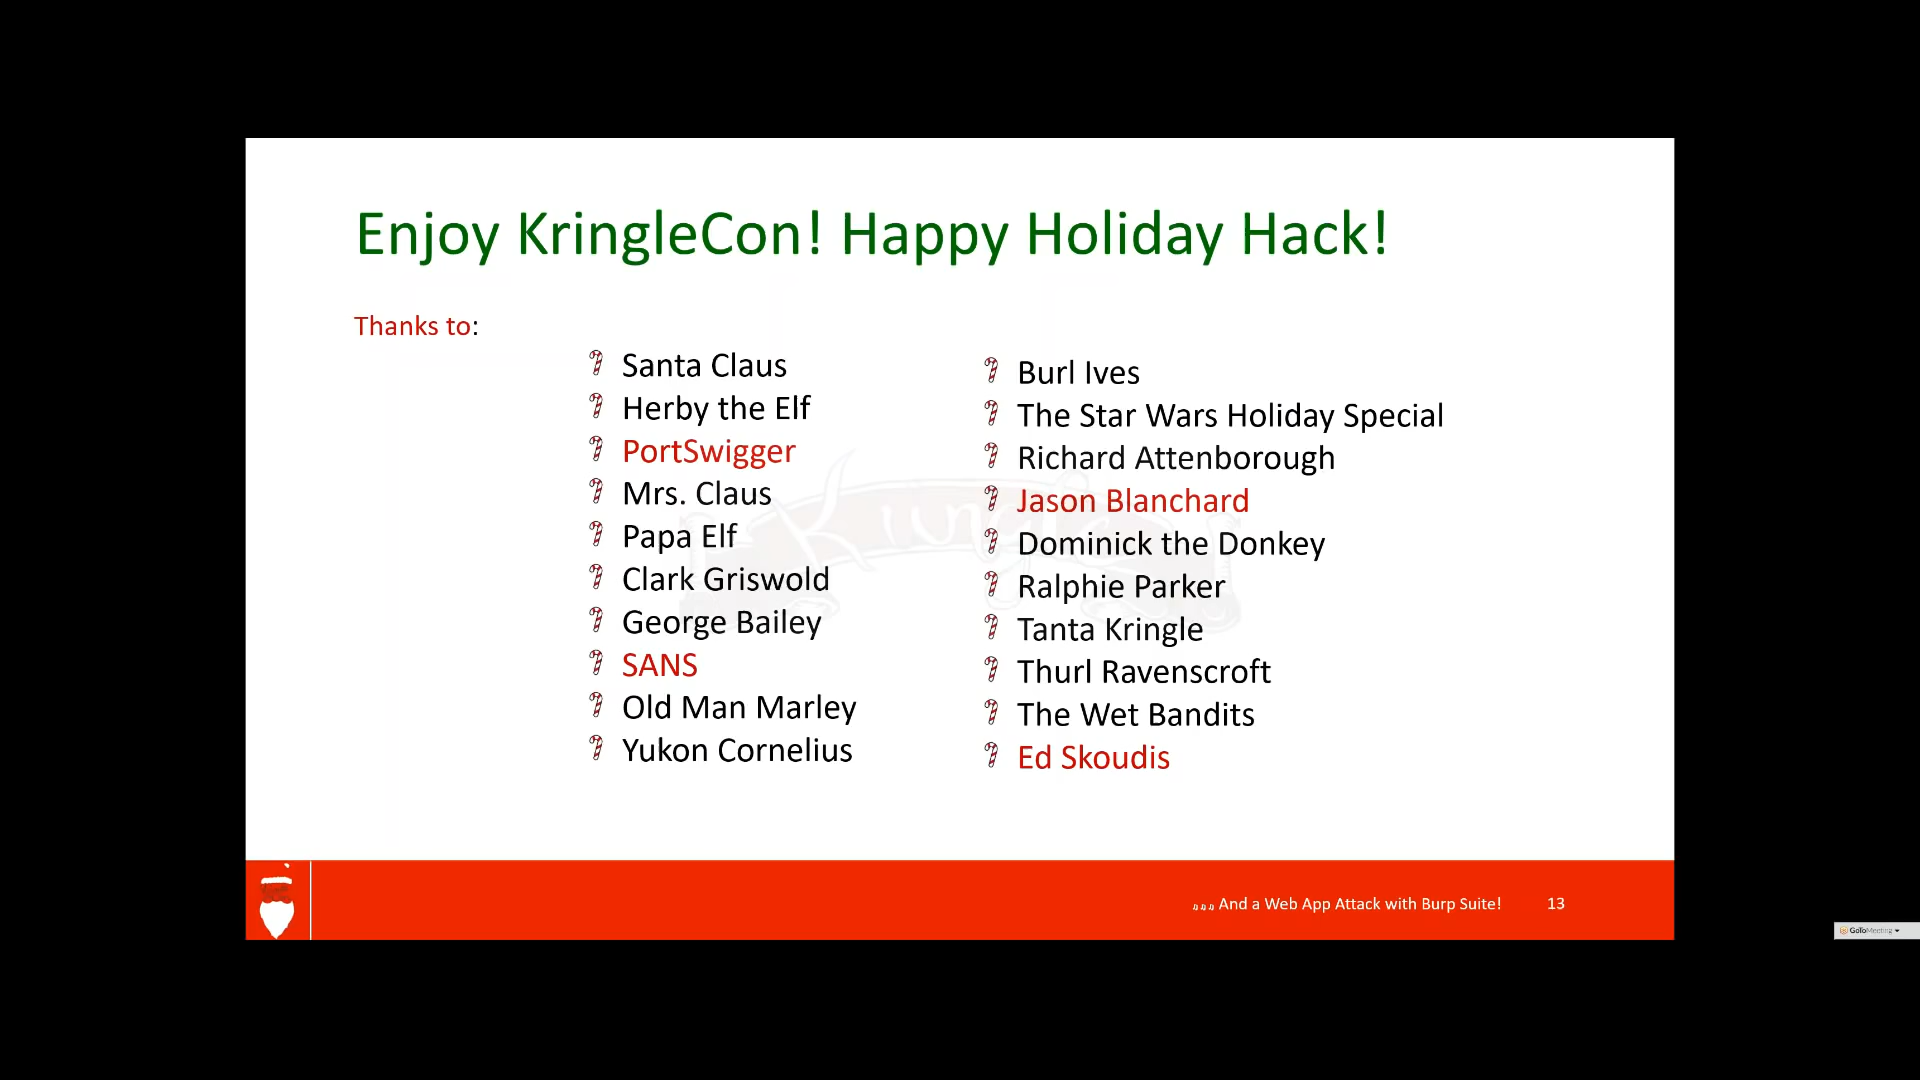 Enjoy KringleCon! Happy Holiday Hack!
Thanks to:
Santa Claus
Herby the Elf
PortSwigger
Mrs. Claus
Papa Elf
Clark Griswold
George Bailey
SANS
Old Man Marley
Yukon Cornelius
Burl Ives
The Star Wars Holiday Special
Richard Attenborough
Jason Blanchard
Dominick the Donkey
Ralphie Parker
Tanta Kringle
Thurl Ravenscroft
The Wet Bandits
Ed Skoudis
Kringle
♫♫♫ And a Web App Attack with Burp Suite! 13
GoToMeeting